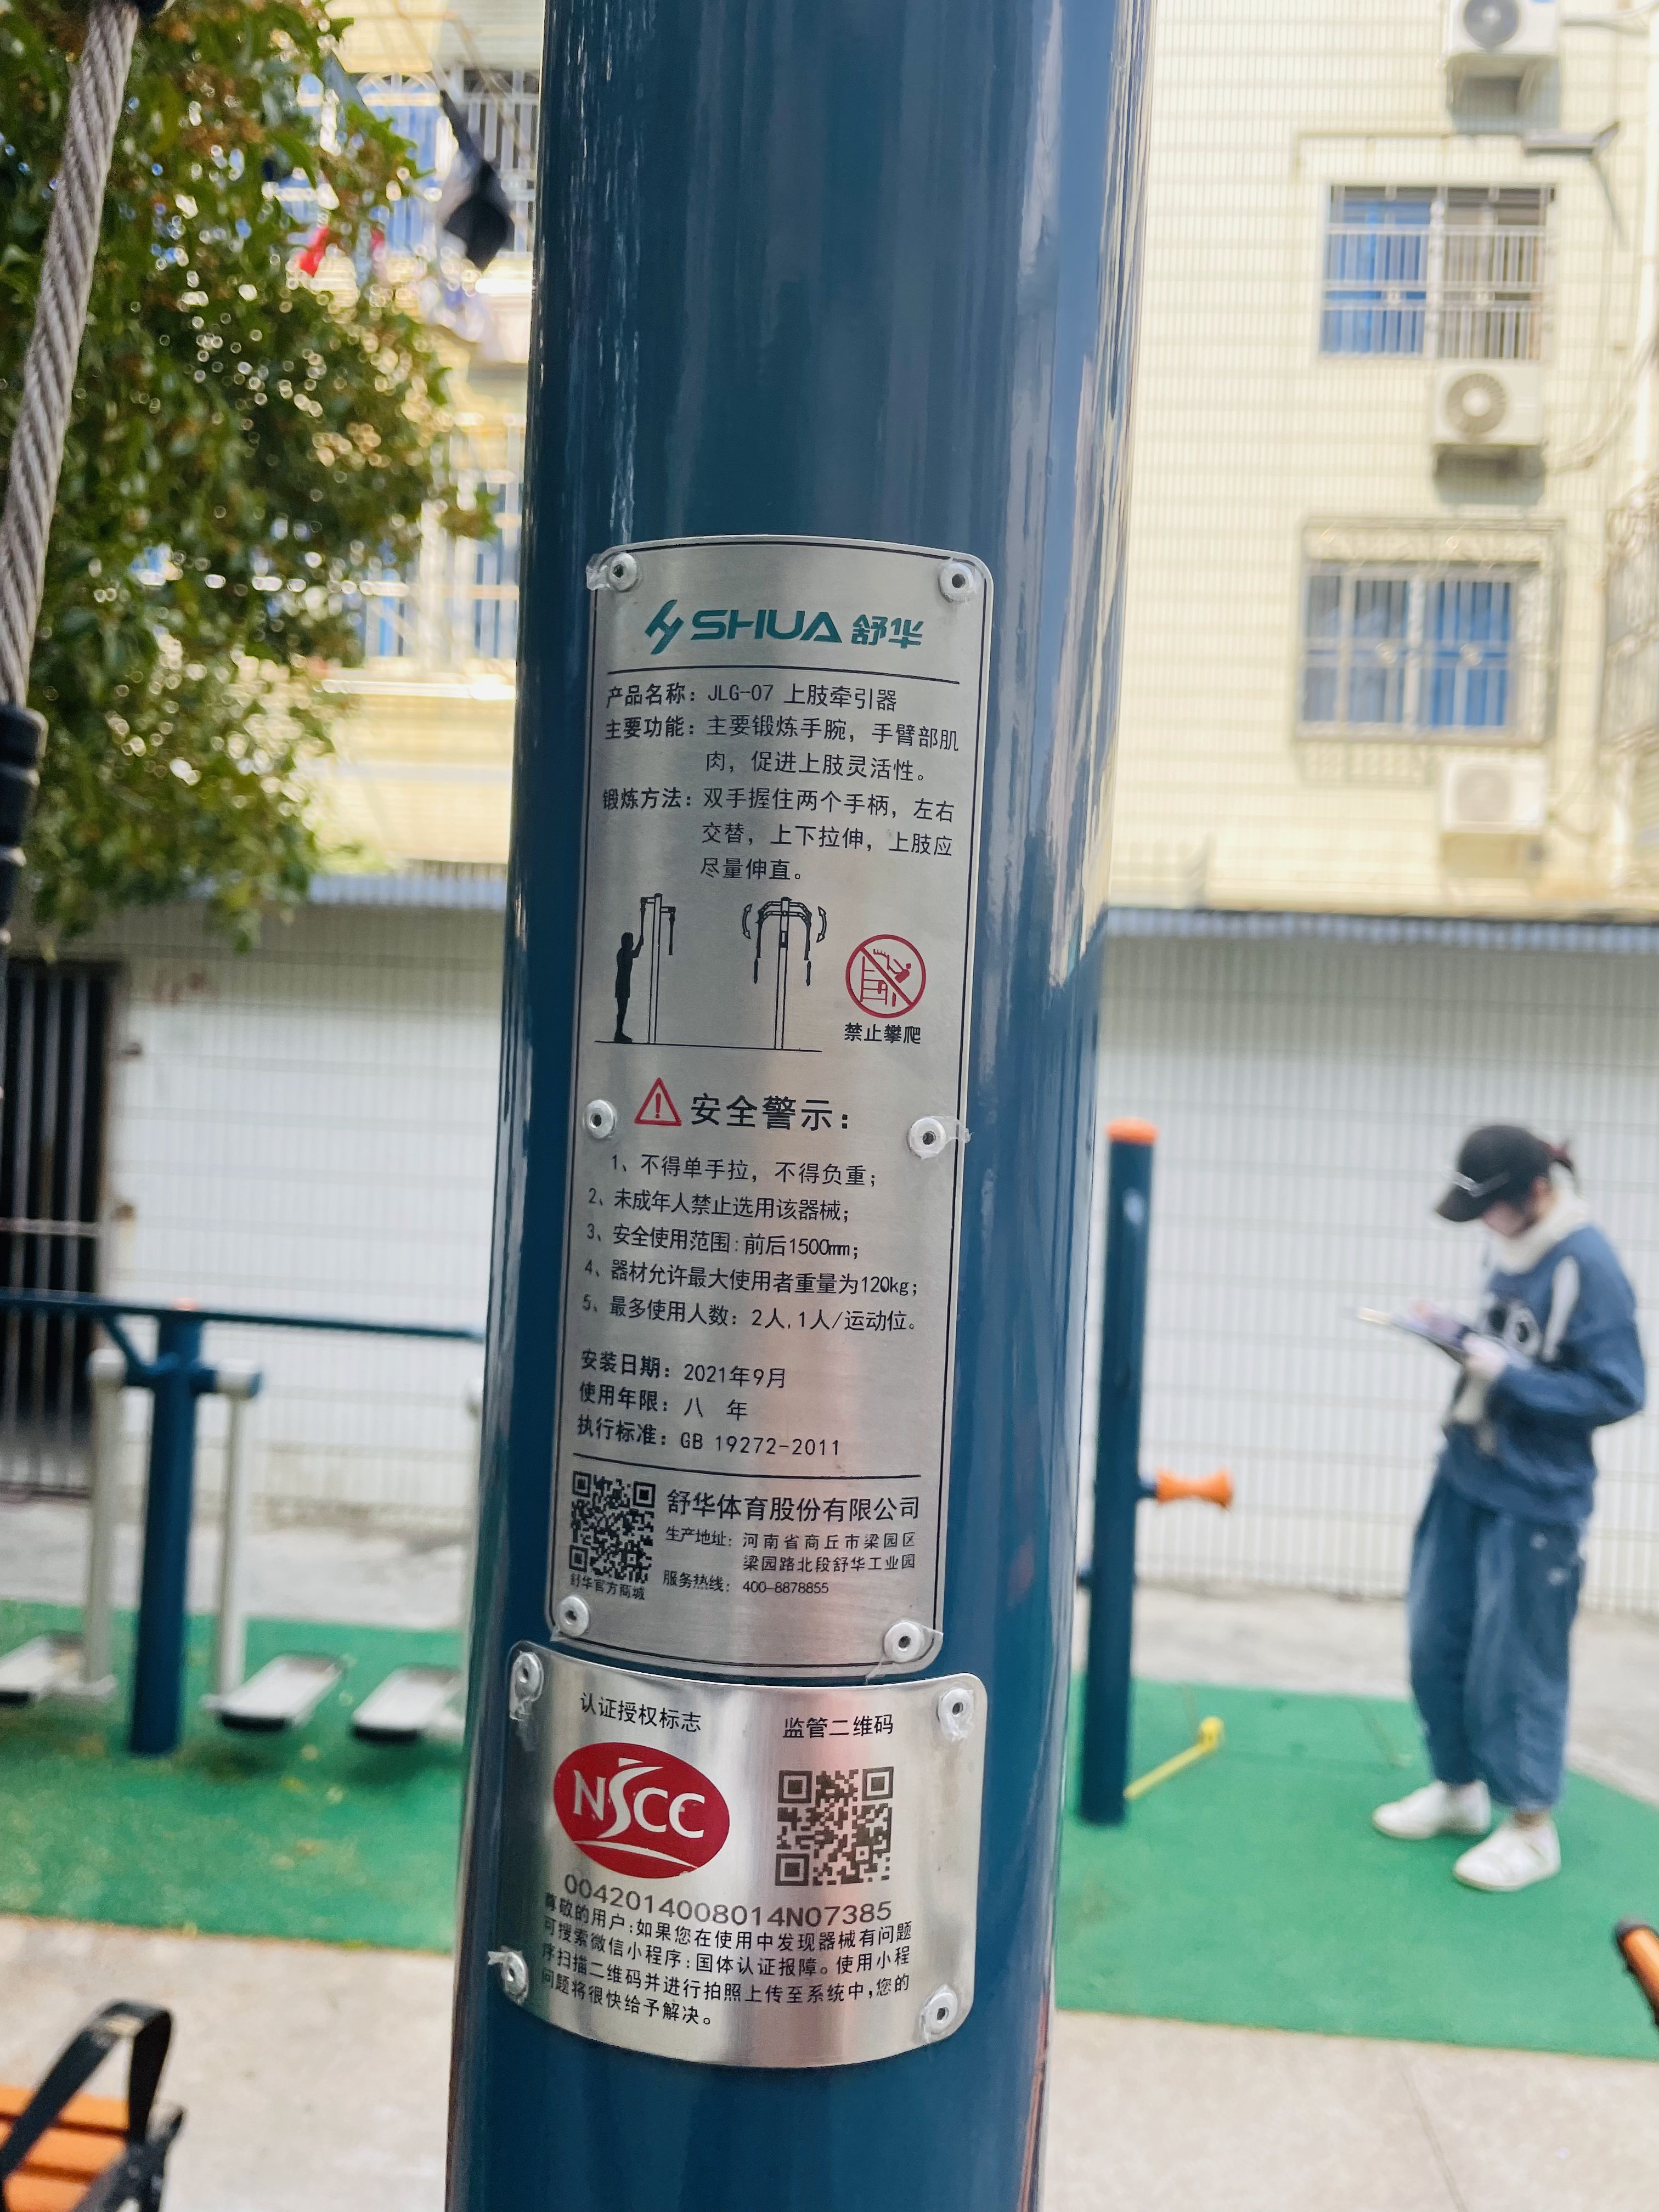 SHUA 舒华
产品名称：JLG-07 上肢牵引器
主要功能：主要锻炼手腕，手臂部肌
肉，促进上肢灵活性。
锻炼方法：双手握住两个手柄，左右
交替，上下拉伸，上肢应
尽量伸直。
禁止攀爬
安全警示：
1、不得单手拉，不得负重；
2、未成年人禁止选用该器械；
3、安全使用范围：前后1500mm；
4、器材允许最大使用者重量为120kg；
5、最多使用人数：2人,1人/运动位。
安装日期：2021年9月
使用年限：八 年
执行标准：GB 19272-2011
舒华体育股份有限公司
生产地址：河南省商丘市梁园区
梁园路北段舒华工业园
服务热线：400-8878855
舒华官方商城
认证授权标志 监管二维码
NSCC
0042014008014N07385
尊敬的用户：如果您在使用中发现器械有问题
可搜索微信小程序：国体认证报障。使用小程
序扫描二维码并进行拍照上传至系统中，您的
问题将很快给予解决。